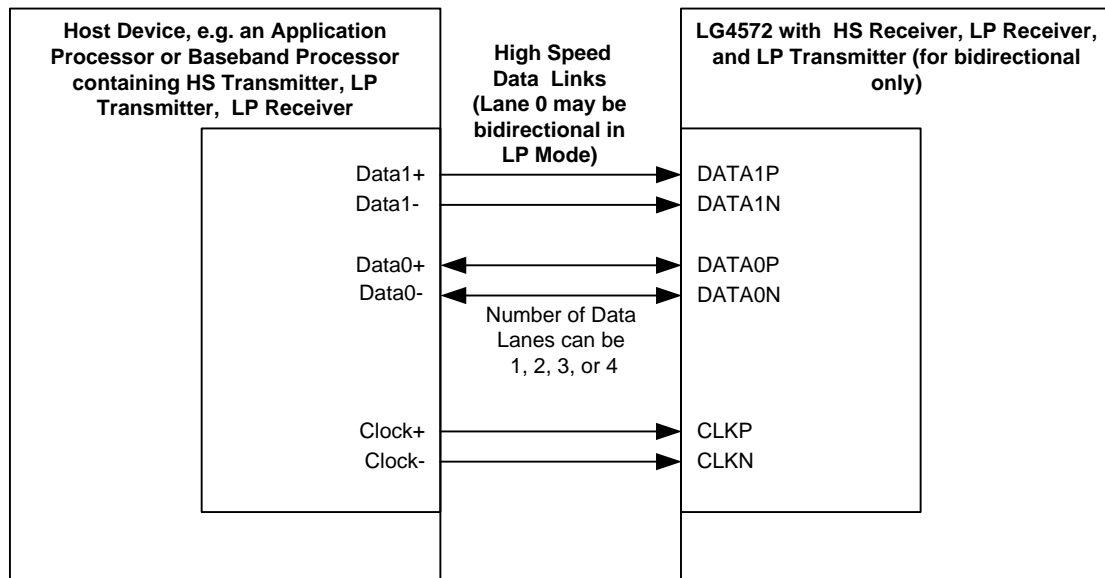 Host Device, e.g. an Application
Processor or Baseband Processor
containing HS Transmitter, LP
Transmitter, LP Receiver
High Speed
Data Links
(Lane 0 may be
bidirectional in
LP Mode)
LG4572 with HS Receiver, LP Receiver,
and LP Transmitter (for bidirectional
only)
Data1+
DATA1P
Data1-
DATA1N
Data0+
DATA0P
Data0-
DATA0N
Number of Data
Lanes can be
1, 2, 3, or 4
Clock+
CLKP
Clock-
CLKN